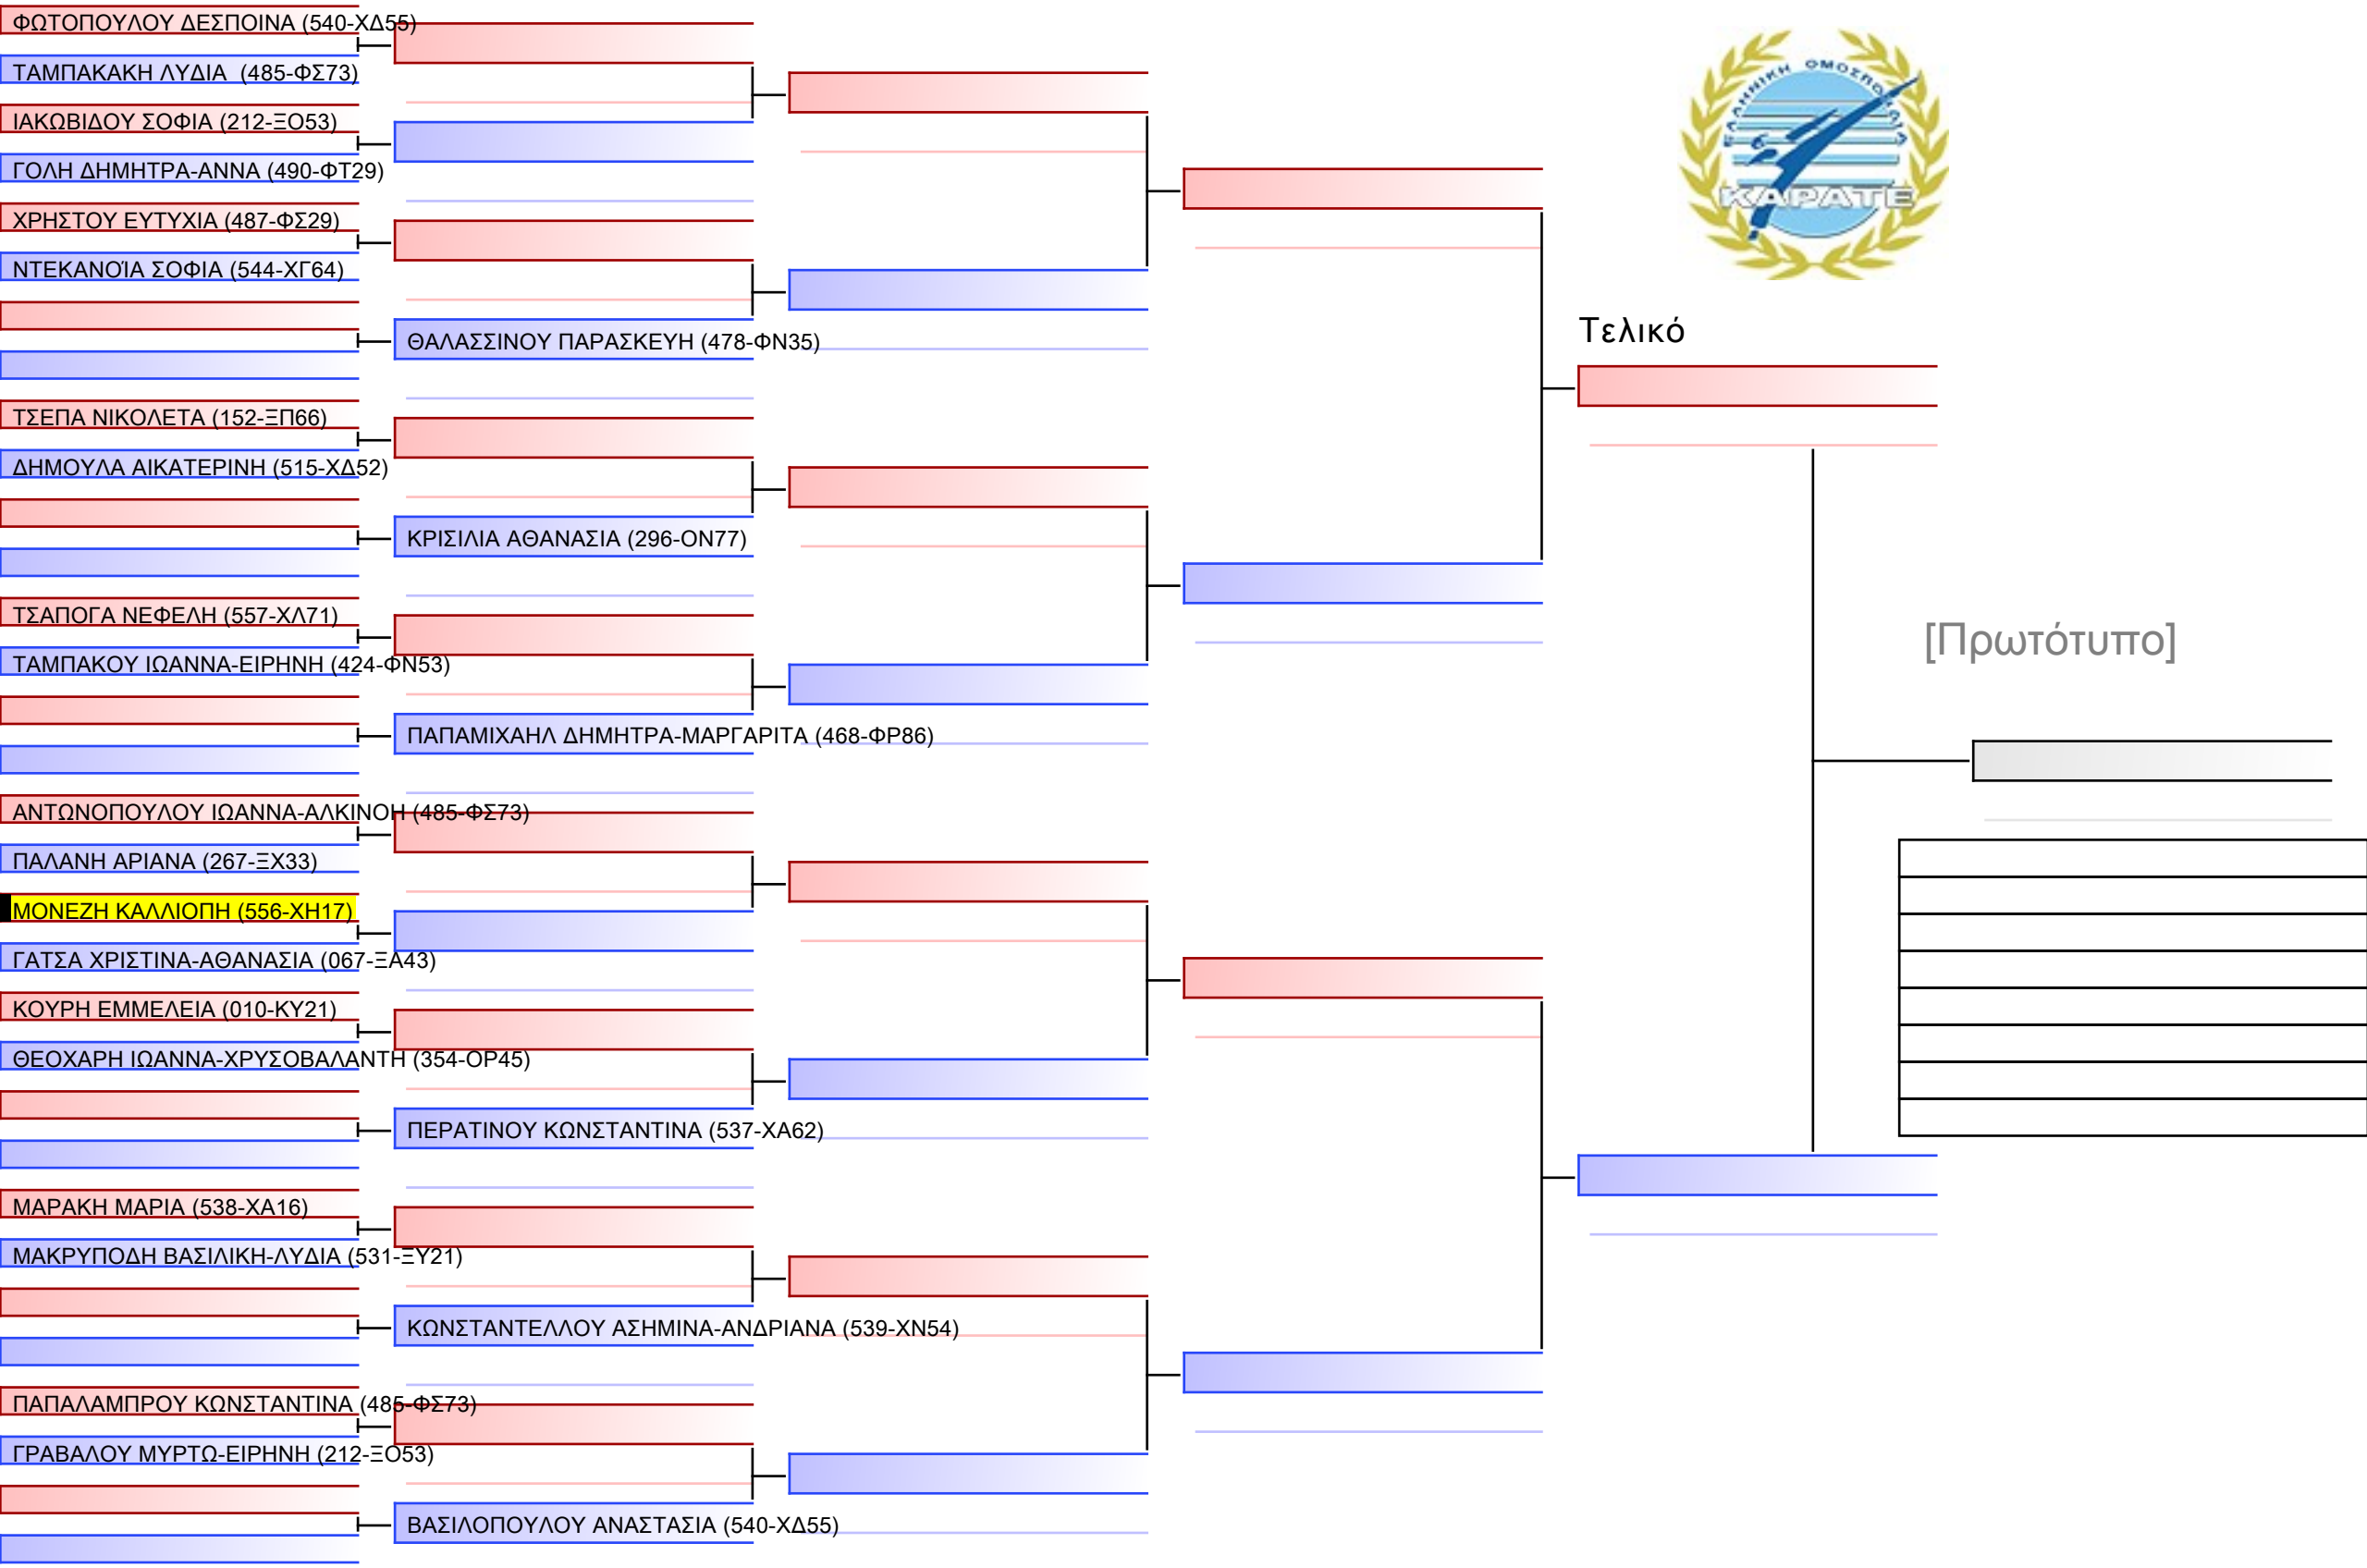 ΦΩΤΟΠΟΥΛΟΥ ΔΕΣΠΟΙΝΑ (540-ΧΔ55)
ΤΑΜΠΑΚΑΚΗ ΛΥΔΙΑ (485-ΦΣ73)
ΙΑΚΩΒΙΔΟΥ ΣΟΦΙΑ (212-ΞΟ53)
ΓΟΛΗ ΔΗΜΗΤΡΑ-ΑΝΝΑ (490-ΦΤ29)
ΧΡΗΣΤΟΥ ΕΥΤΥΧΙΑ (487-ΦΣ29)
ΝΤΕΚΑΝΟΊΑ ΣΟΦΙΑ (544-ΧΓ64)
ΘΑΛΑΣΣΙΝΟΥ ΠΑΡΑΣΚΕΥΗ (478-ΦΝ35)
ΤΣΕΠΑ ΝΙΚΟΛΕΤΑ (152-ΞΠ66)
ΔΗΜΟΥΛΑ ΑΙΚΑΤΕΡΙΝΗ (515-ΧΔ52)
ΚΡΙΣΙΛΙΑ ΑΘΑΝΑΣΙΑ (296-ΟΝ77)
ΤΣΑΠΟΓΑ ΝΕΦΕΛΗ (557-ΧΛ71)
ΤΑΜΠΑΚΟΥ ΙΩΑΝΝΑ-ΕΙΡΗΝΗ (424-ΦΝ53)
ΠΑΠΑΜΙΧΑΗΛ ΔΗΜΗΤΡΑ-ΜΑΡΓΑΡΙΤΑ (468-ΦΡ86)
ΑΝΤΩΝΟΠΟΥΛΟΥ ΙΩΑΝΝΑ-ΑΛΚΙΝΟΗ (485-ΦΣ73)
ΠΑΛΑΝΗ ΑΡΙΑΝΑ (267-ΞΧ33)
ΜΟΝΕΖΗ ΚΑΛΛΙΟΠΗ (556-ΧΗ17)
ΓΑΤΣΑ ΧΡΙΣΤΙΝΑ-ΑΘΑΝΑΣΙΑ (067-ΞΑ43)
ΚΟΥΡΗ ΕΜΜΕΛΕΙΑ (010-ΚΥ21)
ΘΕΟΧΑΡΗ ΙΩΑΝΝΑ-ΧΡΥΣΟΒΑΛΑΝΤΗ (354-ΟΡ45)
ΠΕΡΑΤΙΝΟΥ ΚΩΝΣΤΑΝΤΙΝΑ (537-ΧΑ62)
ΜΑΡΑΚΗ ΜΑΡΙΑ (538-ΧΑ16)
ΜΑΚΡΥΠΟΔΗ ΒΑΣΙΛΙΚΗ-ΛΥΔΙΑ (531-ΞΥ21)
ΚΩΝΣΤΑΝΤΕΛΛΟΥ ΑΣΗΜΙΝΑ-ΑΝΔΡΙΑΝΑ (539-ΧΝ54)
ΠΑΠΑΛΑΜΠΡΟΥ ΚΩΝΣΤΑΝΤΙΝΑ (485-ΦΣ73)
ΓΡΑΒΑΛΟΥ ΜΥΡΤΩ-ΕΙΡΗΝΗ (212-ΞΟ53)
ΒΑΣΙΛΟΠΟΥΛΟΥ ΑΝΑΣΤΑΣΙΑ (540-ΧΔ55)
ΕΛΛΗΝΙΚΗ ΟΜΟΣΠΟΝΔΙΑ
ΚΑΡΑΤΕ
Τελικό
[Πρωτότυπο]